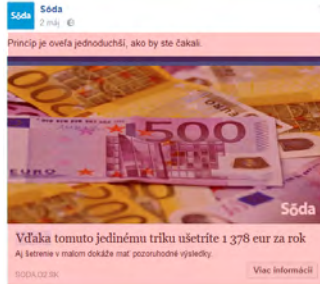 Sóda
Sóda
2 máj
Princíp je oveľa jednoduchší, ako by ste čakali.
500
EURO
Sóda
Vďaka tomuto jedinému triku ušetríte 1 378 eur za rok
Aj šetrenie v malom dokáže mať pozoruhodné výsledky.
SODA.O2.SK
Viac informácií